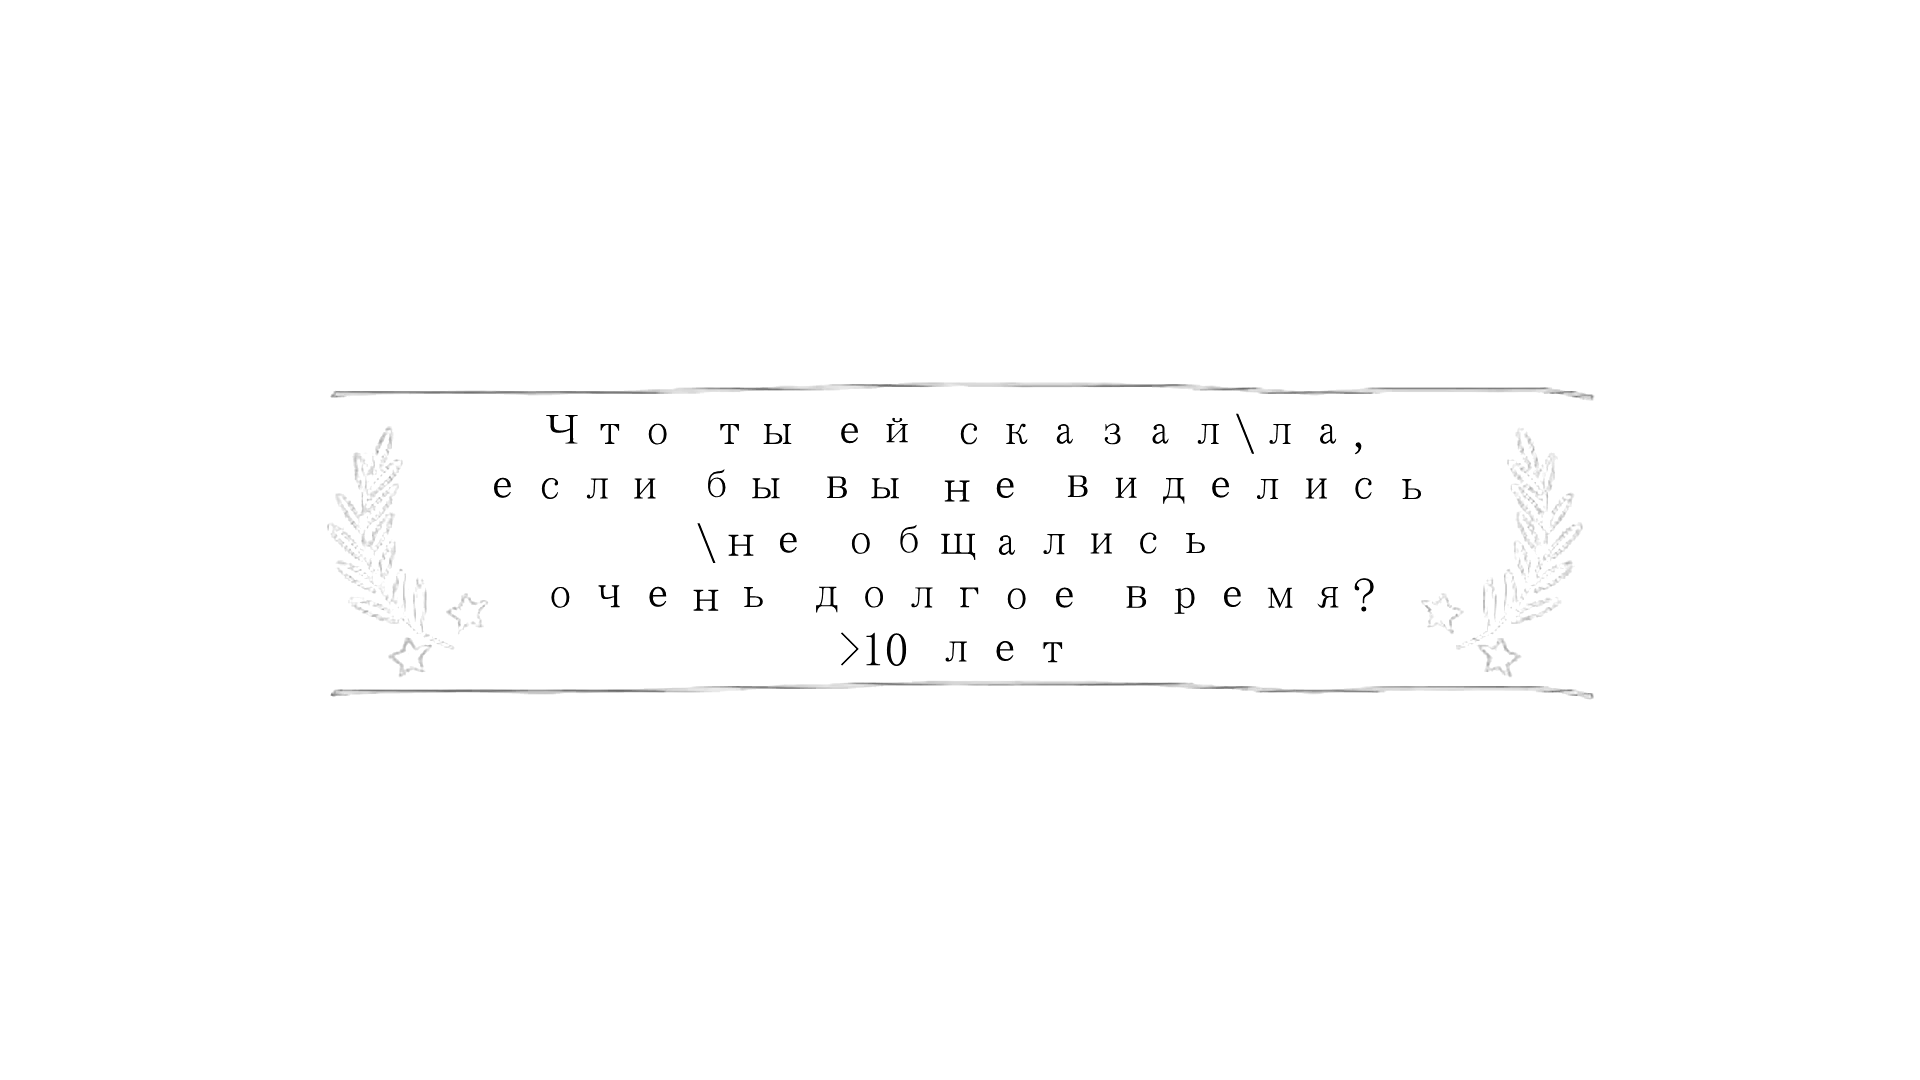 Что ты ей сказал\ла,
если бы вы не виделись
\не общались
очень долгое время?
>10 лет